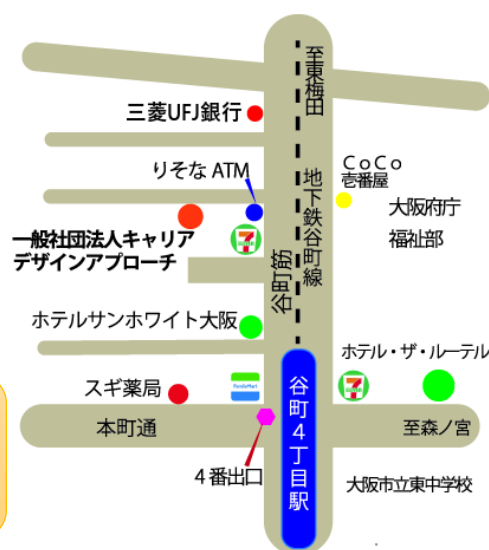 至東梅田
三菱UFJ銀行
りそな ATM
CoCo
壱番屋
地下鉄谷町線
大阪府庁
福祉部
一般社団法人キャリア
デザインアプローチ
谷町筋
ホテルサンホワイト大阪
ホテル・ザ・ルーテル
スギ薬局
FamilyMart
谷町4丁目駅
本町通
至森ノ宮
4番出口
大阪市立東中学校